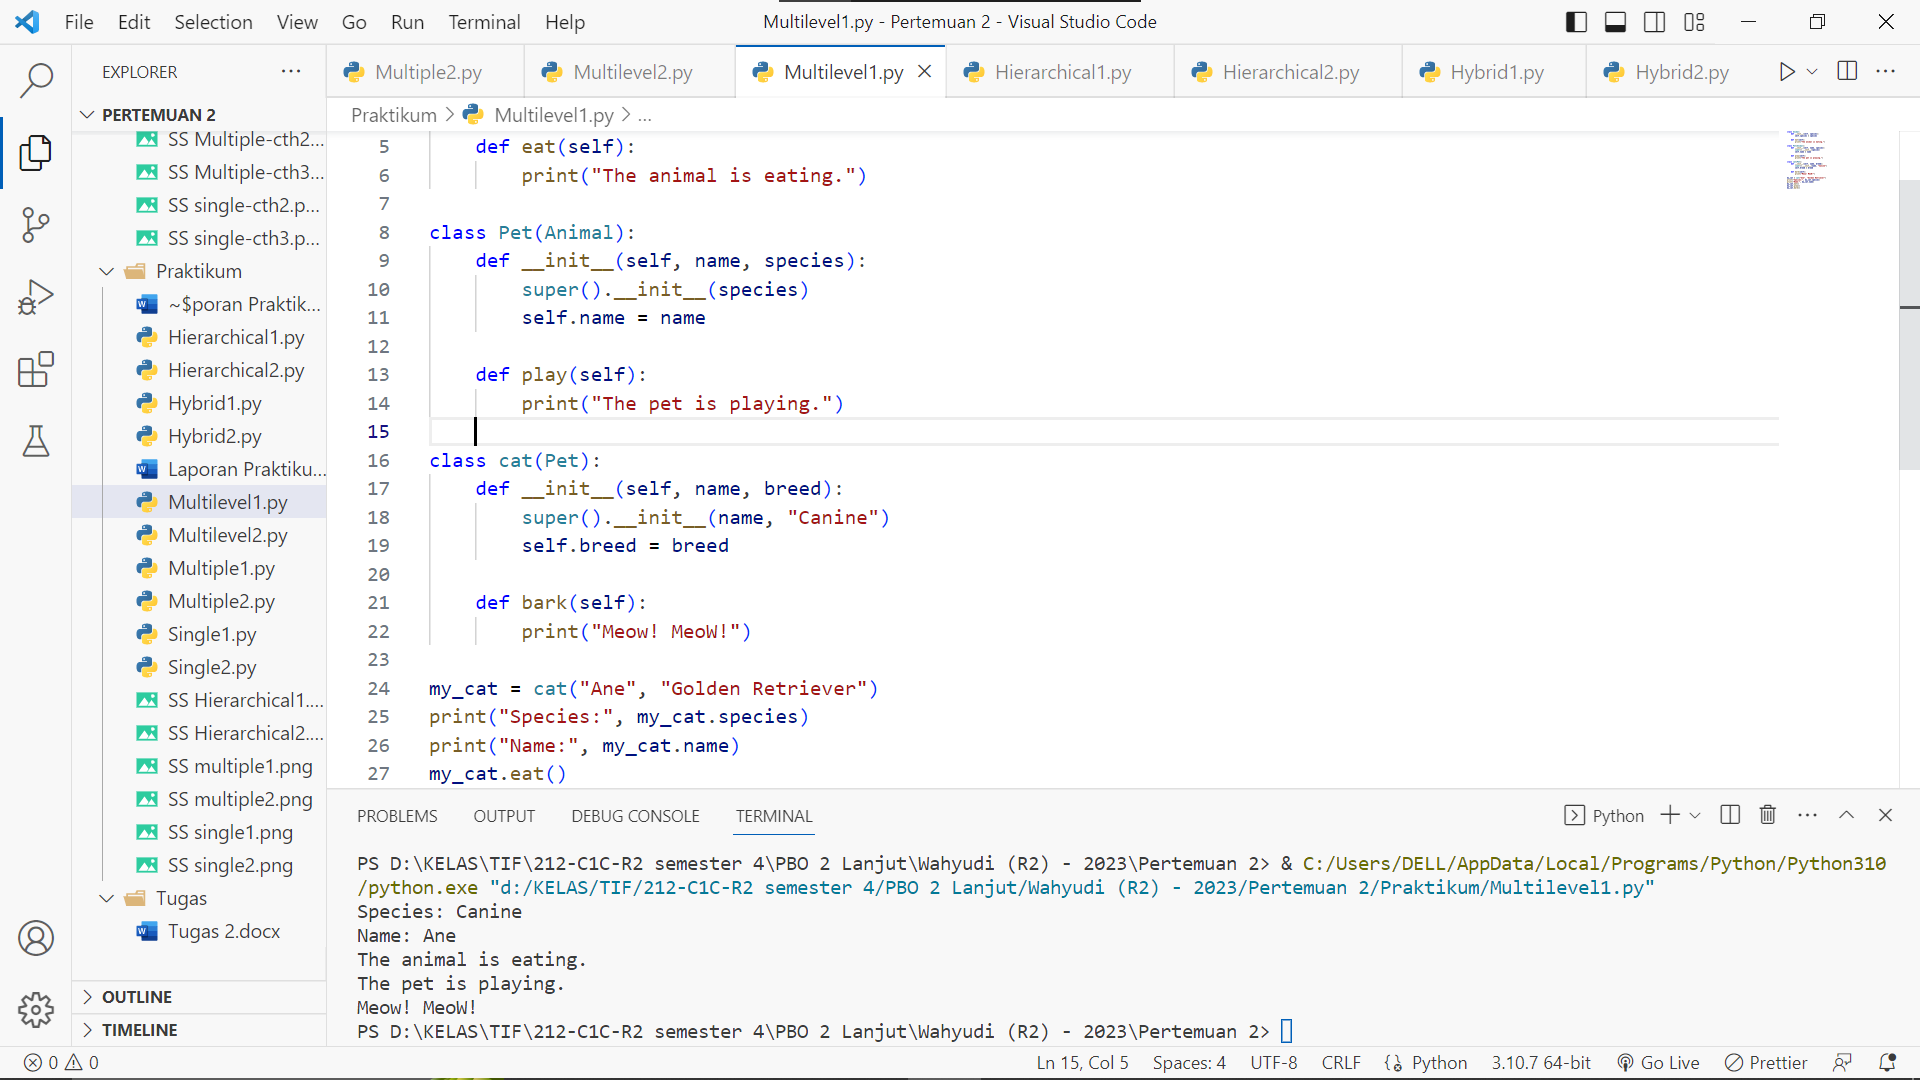 File Edit Selection View Go Run Terminal Help
Multilevel1.py - Pertemuan 2 - Visual Studio Code
EXPLORER
PERTEMUAN 2
SS Multiple-cth2...
SS Multiple-cth3...
SS single-cth2.p...
SS single-cth3.p...
Praktikum
~$poran Praktik...
Hierarchical1.py
Hierarchical2.py
Hybrid1.py
Hybrid2.py
Laporan Praktiku...
Multilevel1.py
Multilevel2.py
Multiple1.py
Multiple2.py
Single1.py
Single2.py
SS Hierarchical1....
SS Hierarchical2....
SS multiple1.png
SS multiple2.png
SS single1.png
SS single2.png
Tugas
Tugas 2.docx
OUTLINE
TIMELINE
Multiple2.py Multilevel2.py Multilevel1.py Hierarchical1.py Hierarchical2.py Hybrid1.py Hybrid2.py
Praktikum > Multilevel1.py > ...
5     def eat(self):
6         print("The animal is eating.")
7
8 class Pet(Animal):
9     def __init__(self, name, species):
10         super().__init__(species)
11         self.name = name
12
13     def play(self):
14         print("The pet is playing.")
15
16 class cat(Pet):
17     def __init__(self, name, breed):
18         super().__init__(name, "Canine")
19         self.breed = breed
20
21     def bark(self):
22         print("Meow! MeoW!")
23
24 my_cat = cat("Ane", "Golden Retriever")
25 print("Species:", my_cat.species)
26 print("Name:", my_cat.name)
27 my_cat.eat()
PROBLEMS OUTPUT DEBUG CONSOLE TERMINAL
Python
PS D:\KELAS\TIF\212-C1C-R2 semester 4\PBO 2 Lanjut\Wahyudi (R2) - 2023\Pertemuan 2> & C:/Users/DELL/AppData/Local/Programs/Python/Python310
/python.exe "d:/KELAS/TIF/212-C1C-R2 semester 4/PBO 2 Lanjut/Wahyudi (R2) - 2023/Pertemuan 2/Praktikum/Multilevel1.py"
Species: Canine
Name: Ane
The animal is eating.
The pet is playing.
Meow! MeoW!
PS D:\KELAS\TIF\212-C1C-R2 semester 4\PBO 2 Lanjut\Wahyudi (R2) - 2023\Pertemuan 2>
0 0
Ln 15, Col 5 Spaces: 4 UTF-8 CRLF Python 3.10.7 64-bit Go Live Prettier